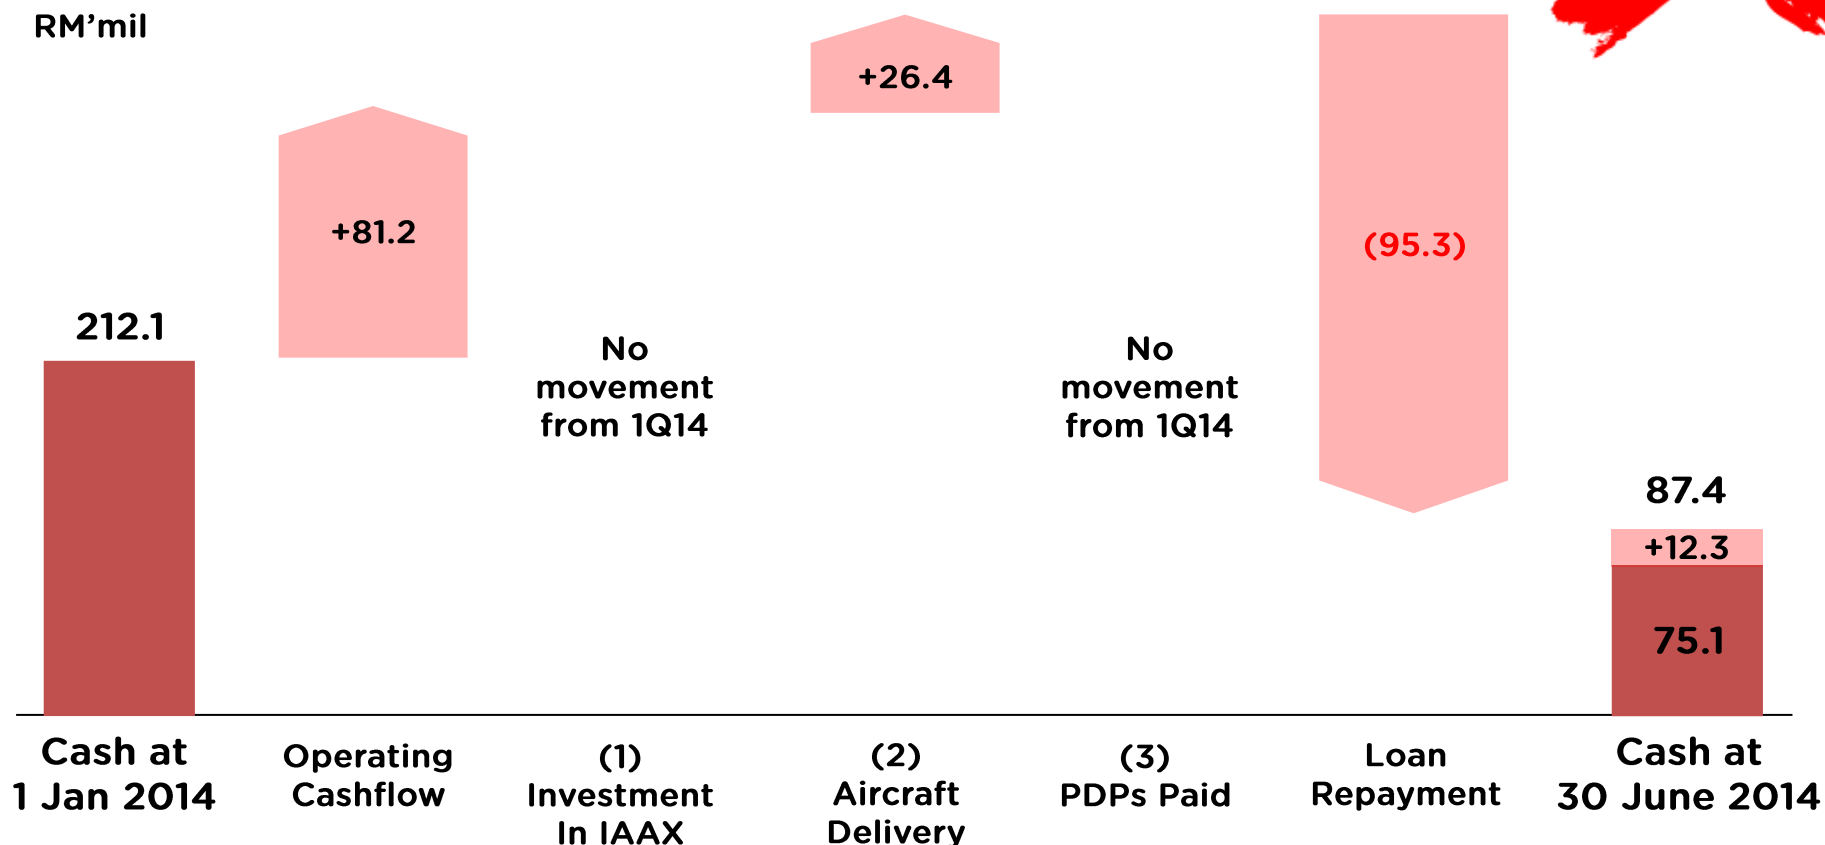 RM’mil
+26.4
+81.2
(95.3)
212.1
No
movement
from 1Q14
No
movement
from 1Q14
87.4
+12.3
75.1
Cash at
1 Jan 2014
Operating
Cashflow
(1)
Investment
In IAAX
(2)
Aircraft
Delivery
(3)
PDPs Paid
Loan
Repayment
Cash at
30 June 2014